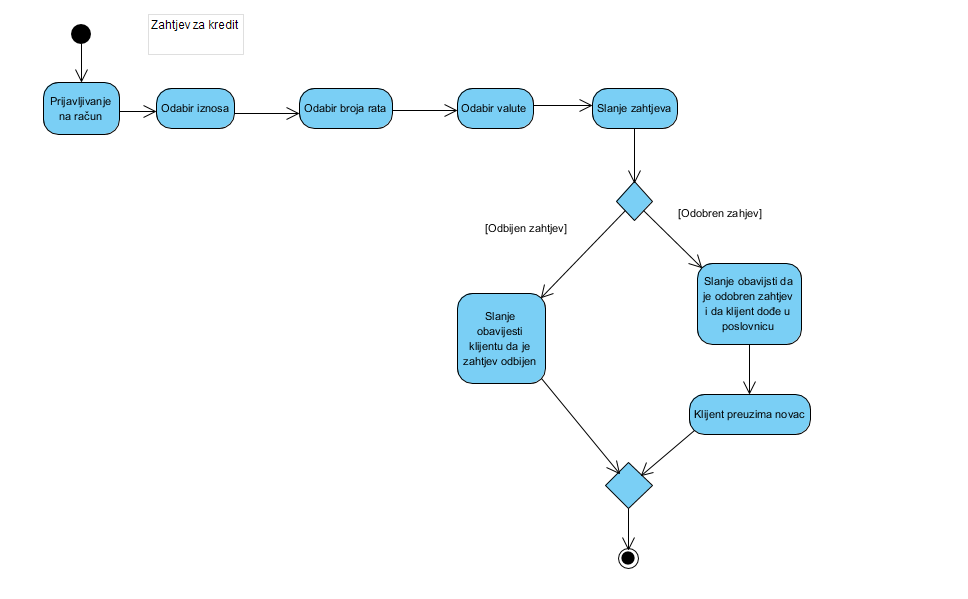 Zahtjev za kredit
Prijavljivanje
na račun
Odabir iznosa
Odabir broja rata
Odabir valute
Slanje zahtjeva
[Odbijen zahtjev]
[Odobren zahjev]
Slanje
obavijesti
klijentu da je
zahtjev odbijen
Slanje obavijsti da
je odobren zahtjev
i da klijent dođe u
poslovnicu
Klijent preuzima novac